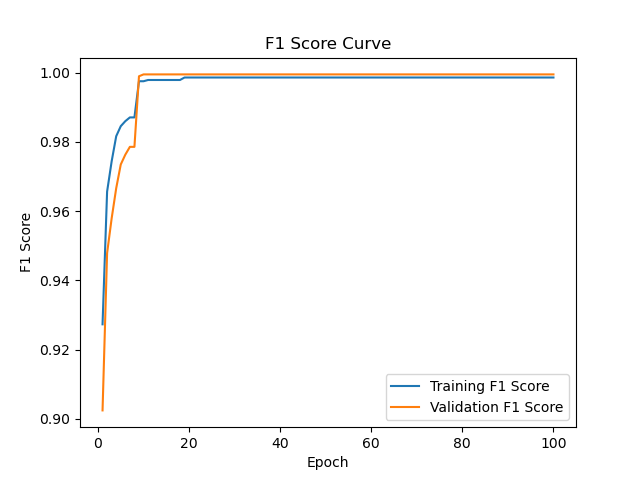 F1 Score Curve
1.00
0.98
0.96
0.94
0.92
0.90
F1 Score
0
20
40
60
80
100
Epoch
Training F1 Score
Validation F1 Score